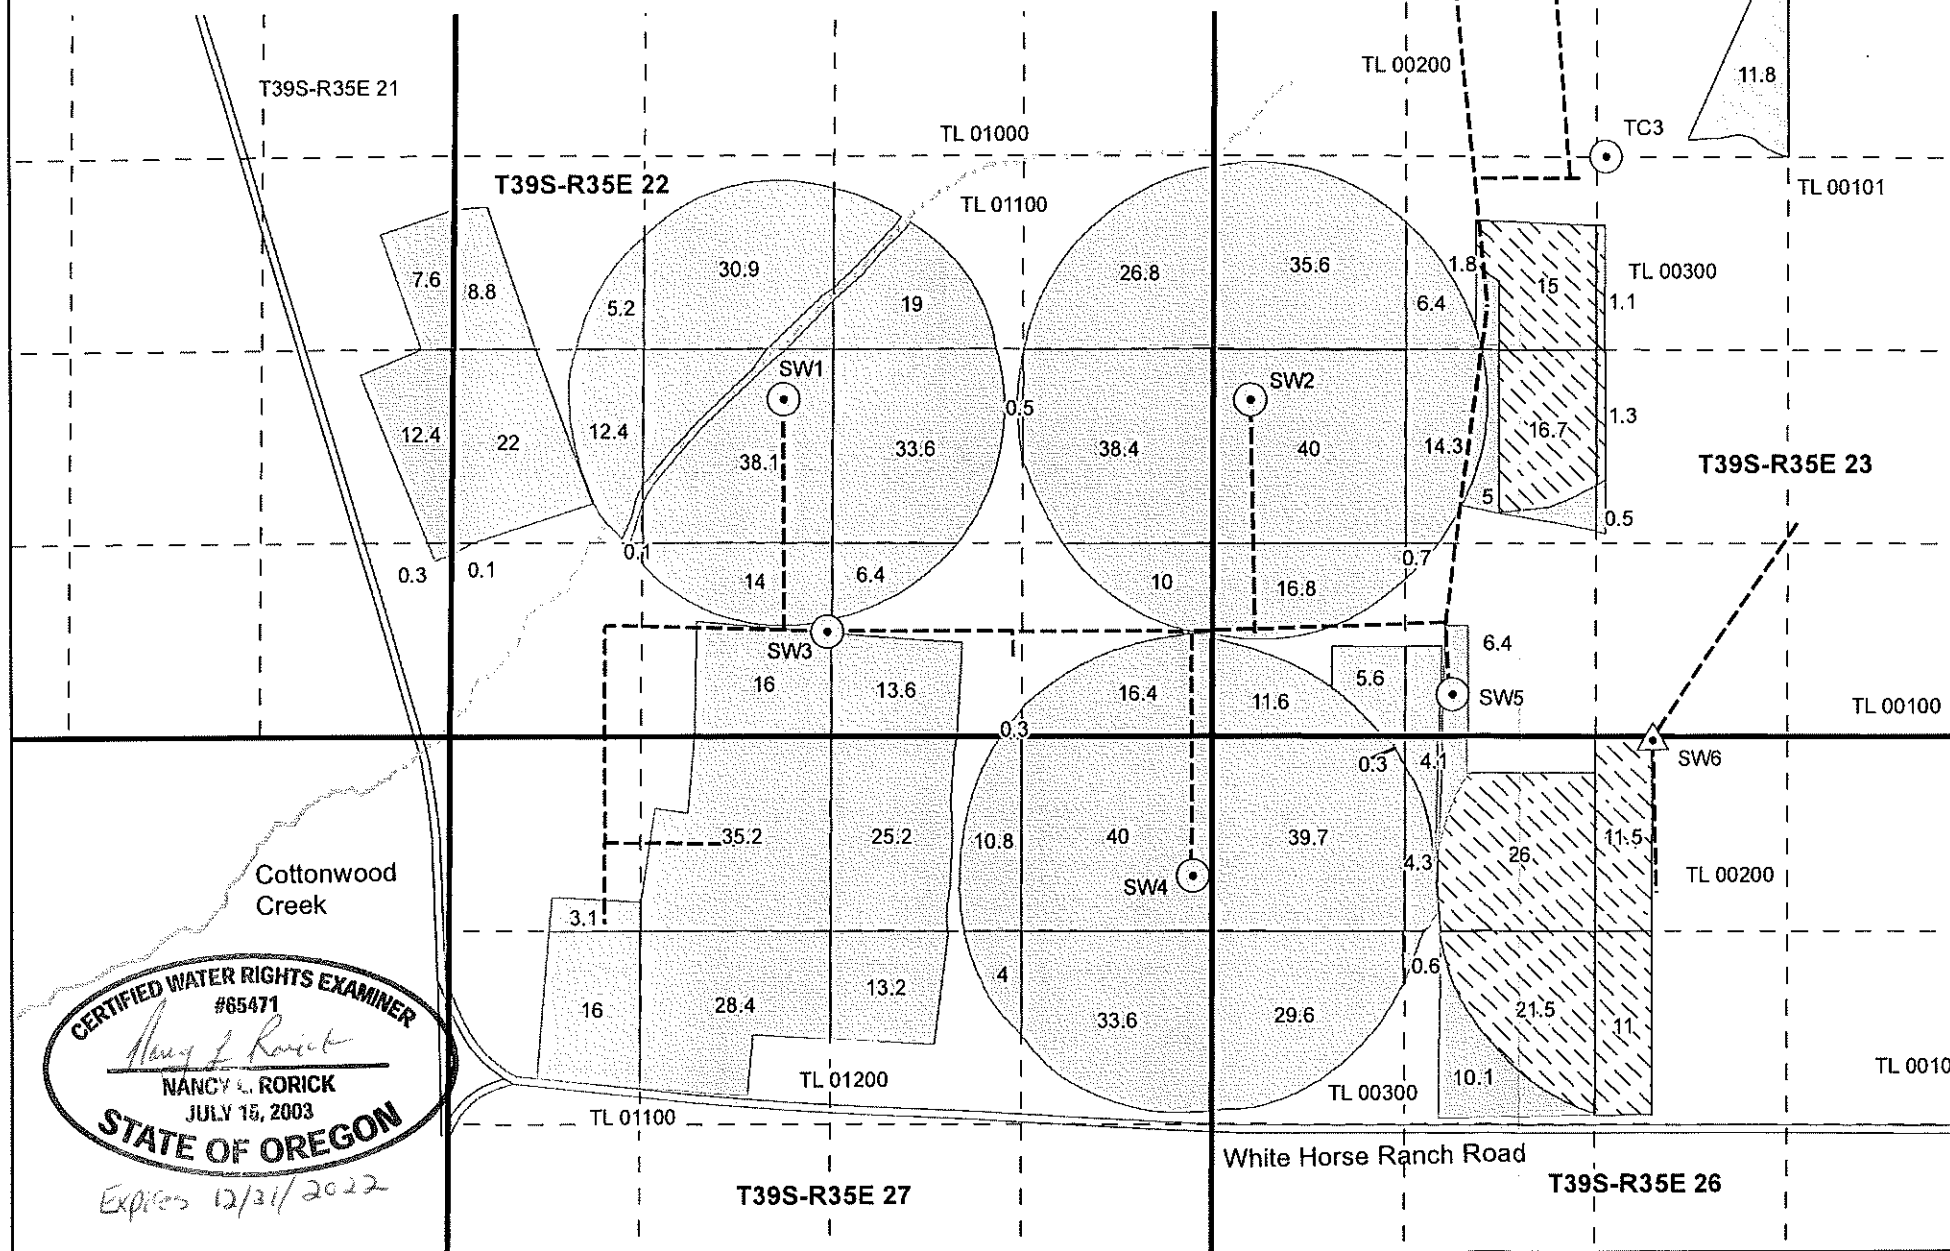 TL 00200
11.8
T39S-R35E 21
TC3
TL 01000
T39S-R35E 22
TL 00101
TL 01100
30.9
26.8
35.6
1.8
15
TL 00300
7.6
8.8
5.2
19
6.4
1.1
SW1
SW2
0.5
1.3
12.4
22
12.4
38.1
33.6
38.4
40
14.3
16.7
T39S-R35E 23
5
0.5
0.1
0.7
0.3
0.1
14
6.4
10
16.8
SW3
6.4
16
13.6
16.4
11.6
5.6
SW5
TL 00100
0.3
0.3
4.1
SW6
35.2
25.2
10.8
40
39.7
4.3
26
11.5
Cottonwood
Creek
SW4
TL 00200
3.1
4
0.6
16
28.4
13.2
33.6
29.6
21.5
11
CERTIFIED WATER RIGHTS EXAMINER
#65471
Nancy L Rorick
NANCY L. RORICK
JULY 15, 2003
STATE OF OREGON
Expires 12/31/2022
TL 01200
TL 01100
TL 00300
10.1
TL 0010
White Horse Ranch Road
T39S-R35E 27
T39S-R35E 26